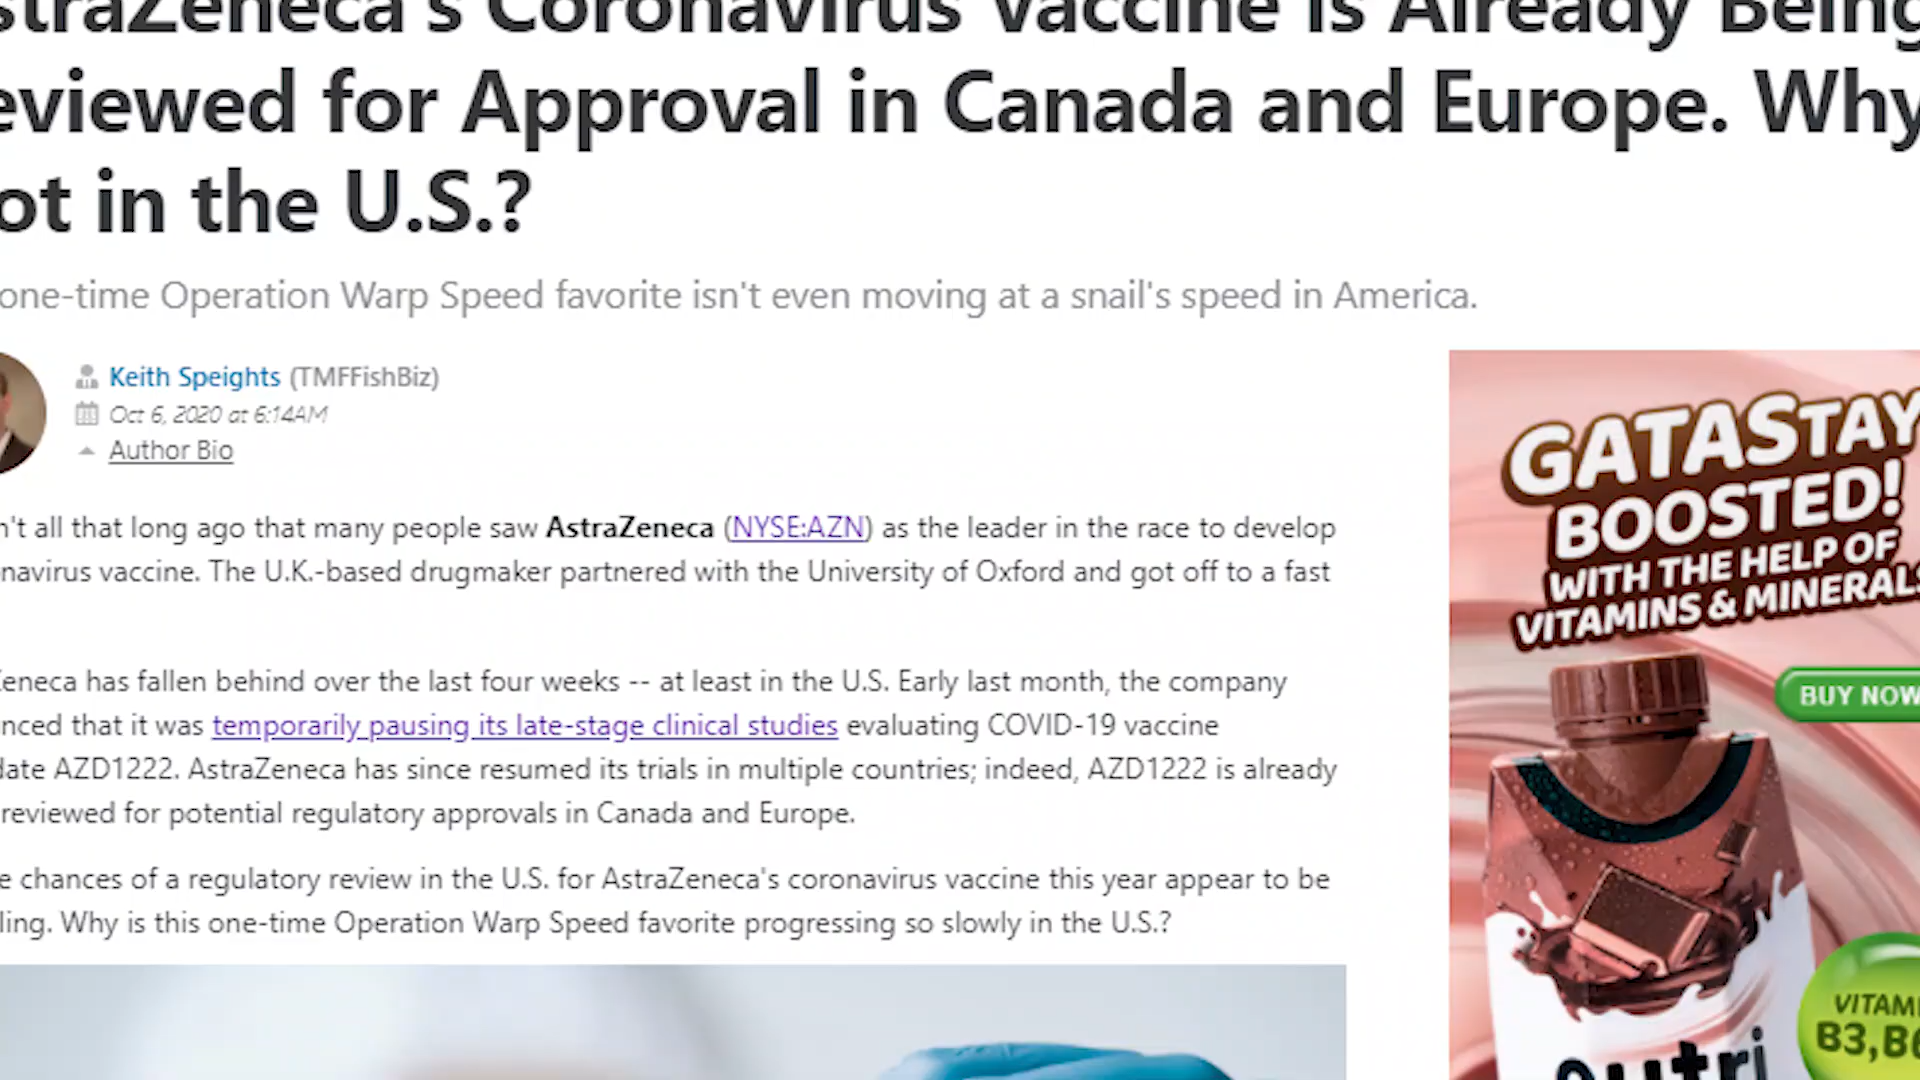 straZeneca's Coronavirus Vaccine Is Already Being
eviewed for Approval in Canada and Europe. Why
ot in the U.S.?
one-time Operation Warp Speed favorite isn't even moving at a snail's speed in America.
Keith Speights (TMFFishBiz)
Oct 6, 2020 at 6:14AM
Author Bio
n't all that long ago that many people saw AstraZeneca (NYSE:AZN) as the leader in the race to develop
navirus vaccine. The U.K.-based drugmaker partnered with the University of Oxford and got off to a fast
Zeneca has fallen behind over the last four weeks -- at least in the U.S. Early last month, the company
nced that it was temporarily pausing its late-stage clinical studies evaluating COVID-19 vaccine
date AZD1222. AstraZeneca has since resumed its trials in multiple countries; indeed, AZD1222 is already
reviewed for potential regulatory approvals in Canada and Europe.
e chances of a regulatory review in the U.S. for AstraZeneca's coronavirus vaccine this year appear to be
ling. Why is this one-time Operation Warp Speed favorite progressing so slowly in the U.S.?
GATASTAY
BOOSTED!
WITH THE HELP OF
VITAMINS & MINERALS
BUY NOW
VITAMI
B3,B6
nutri